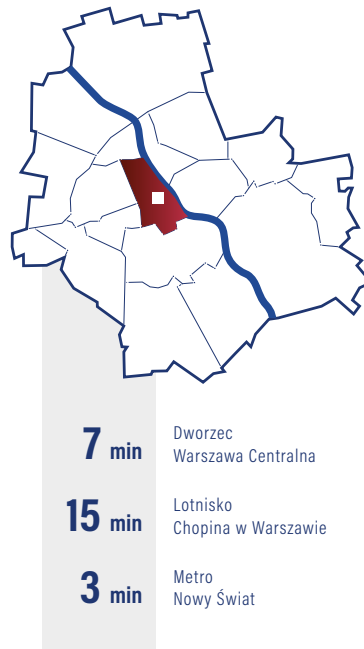 7 min
Dworzec
Warszawa Centralna
15 min
Lotnisko
Chopina w Warszawie
3 min
Metro
Nowy Świat